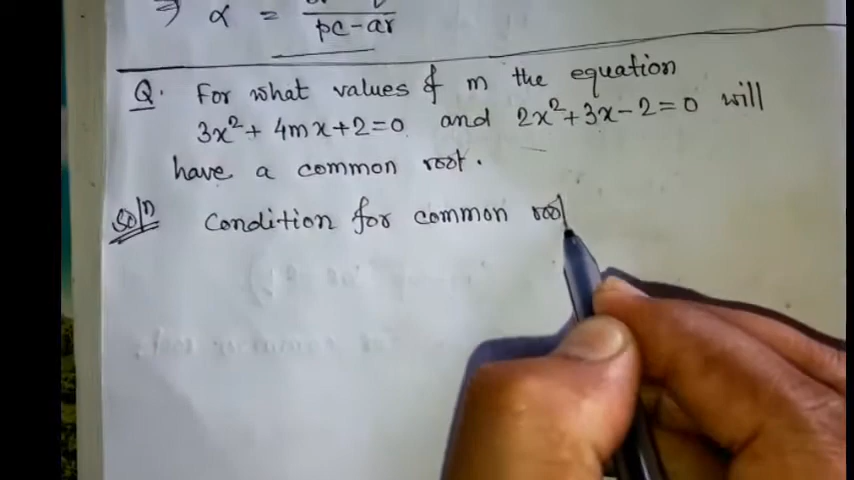 ⇒ α = pc-ar
Q. For what values of m the equation
3x²+4mx+2=0 and 2x²+3x-2=0 will
have a common root.
Soln Condition for common root